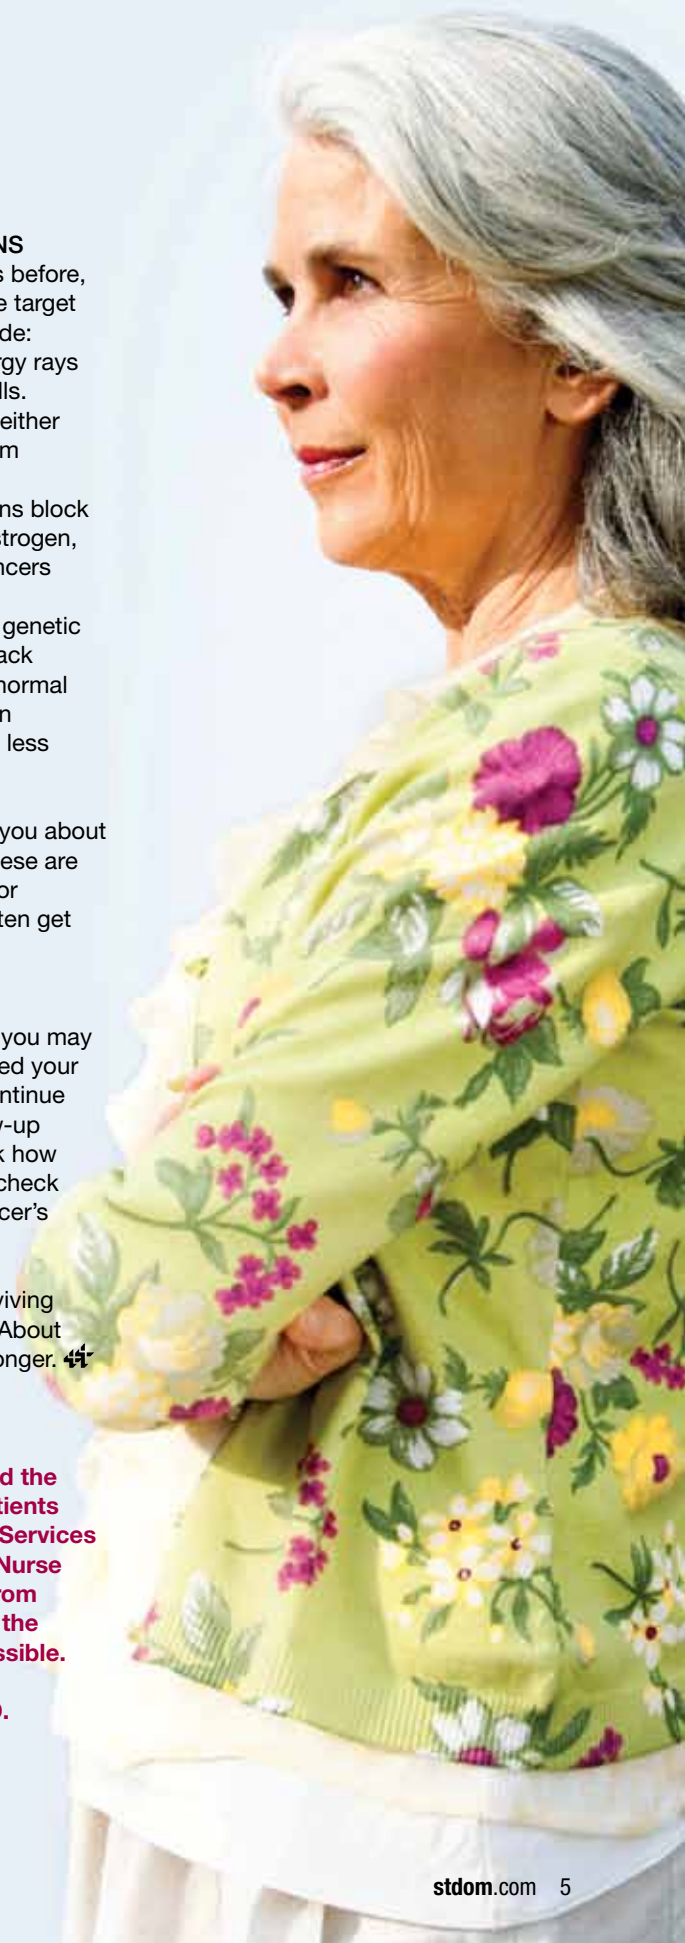 NS
s before,
e target
de:
rgy rays
lls.
either
m
ns block
strogen,
ncers
genetic
ack
normal
n
less
you about
ese are
or
ten get
you may
ed your
ntinue
v-up
k how
check
cer's
viving
About
onger.
d the
tients
Services
Nurse
rom
the
ssible.
).
stdom.com 5